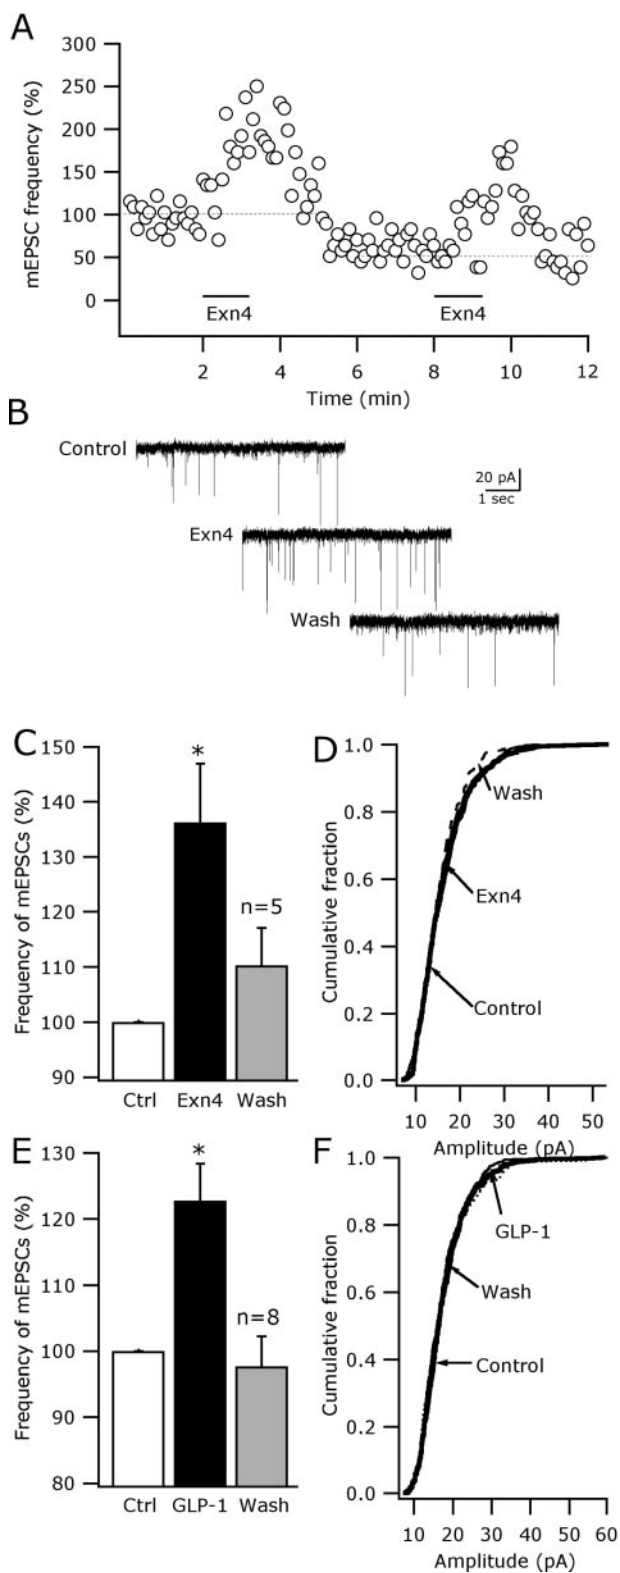 A
300
250
200
150
100
50
0
mEPSC frequency (%)
Exn4
Exn4
2 4 6 8 10 12
Time (min)
B
Control
20 pA
1 sec
Exn4
Wash
C
150
140
130
120
110
100
90
Frequency of mEPSCs (%)
*
n=5
Ctrl Exn4 Wash
D
1.0
0.8
0.6
0.4
0.2
0.0
Cumulative fraction
Wash
Exn4
Control
10 20 30 40 50
Amplitude (pA)
E
130
120
110
100
90
80
Frequency of mEPSCs (%)
*
n=8
Ctrl GLP-1 Wash
F
1.0
0.8
0.6
0.4
0.2
0.0
Cumulative fraction
GLP-1
Wash
Control
10 20 30 40 50 60
Amplitude (pA)